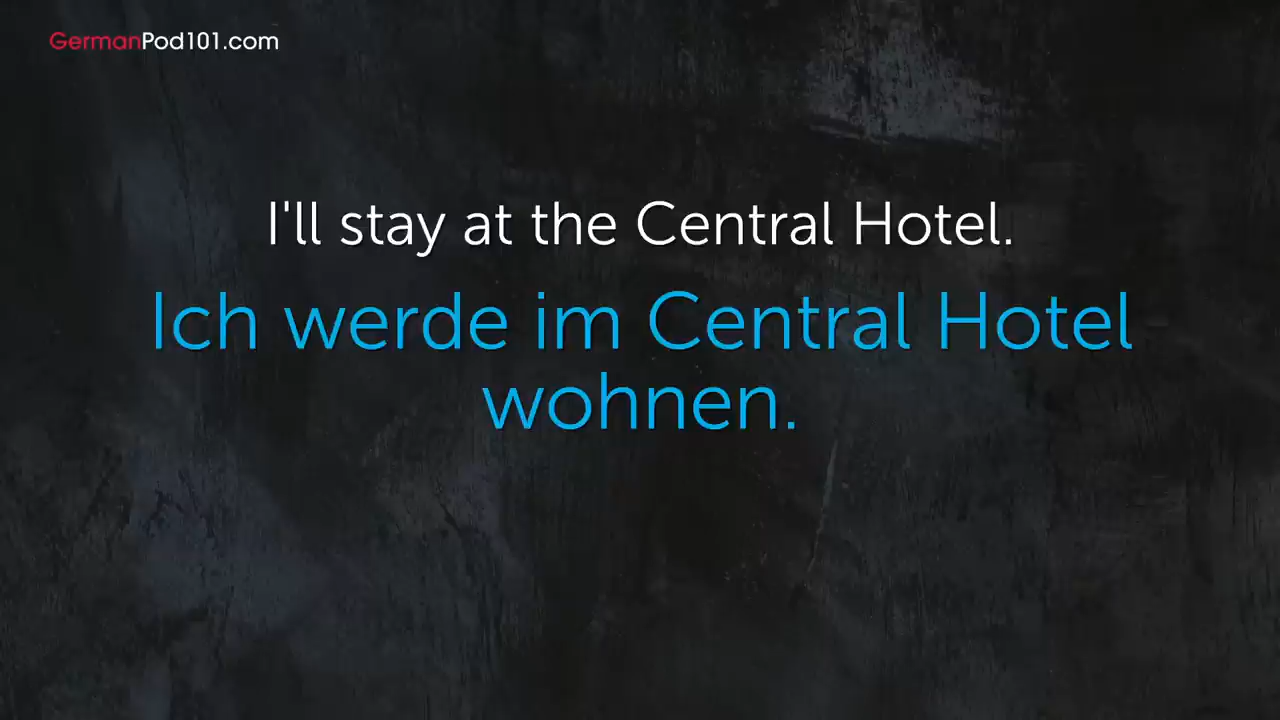 GermanPod101.com
I'll stay at the Central Hotel.
Ich werde im Central Hotel
wohnen.